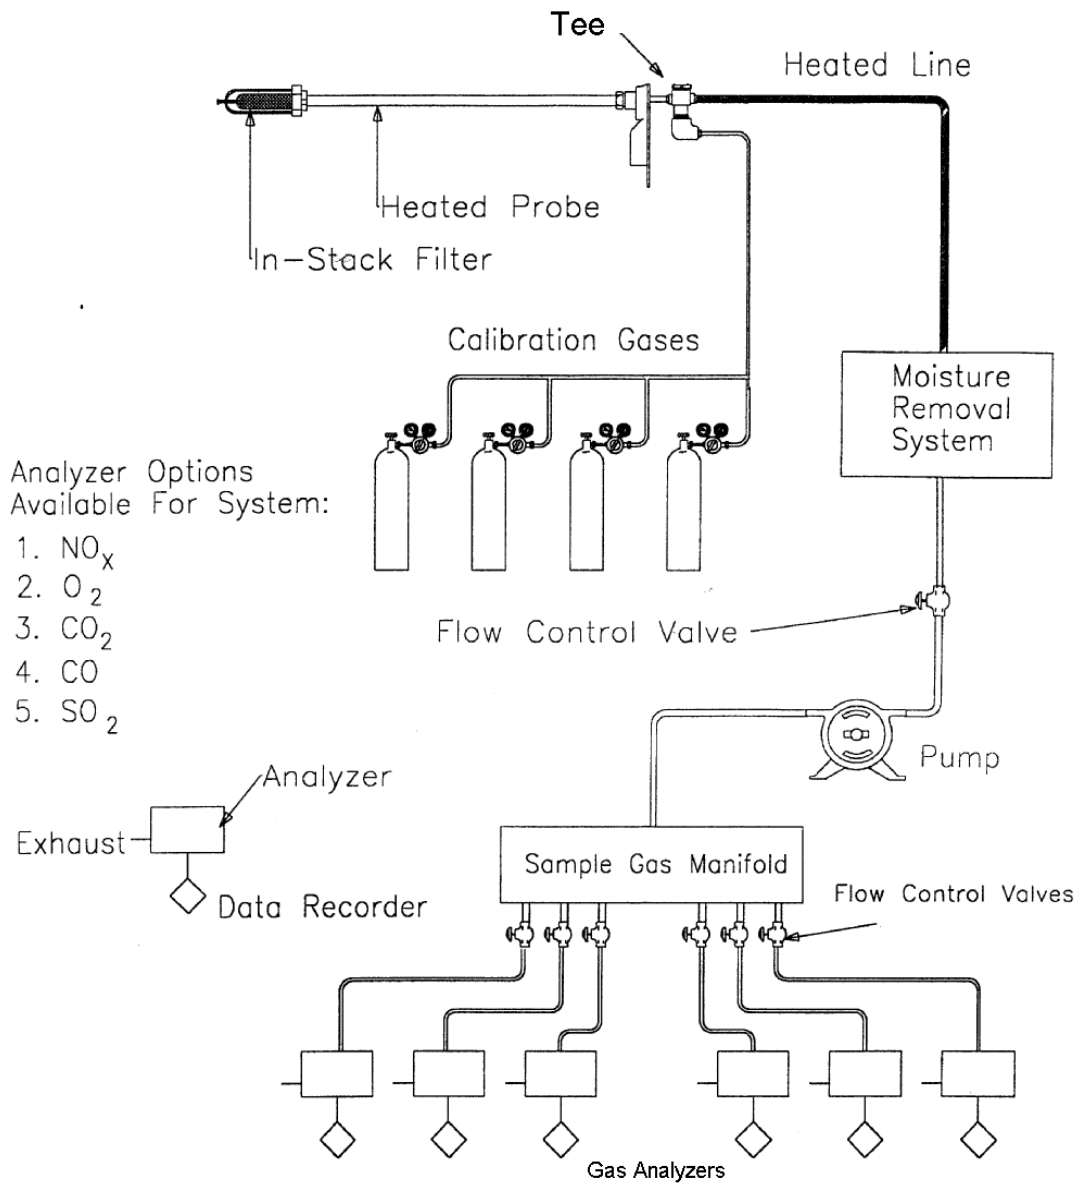 Tee
Heated Line
Heated Probe
In-Stack Filter
Calibration Gases
Moisture
Removal
System
Analyzer Options
Available For System:
1. NOx
2. O2
3. CO2
4. CO
5. SO2
Flow Control Valve
Pump
Analyzer
Exhaust
Data Recorder
Sample Gas Manifold
Flow Control Valves
Gas Analyzers